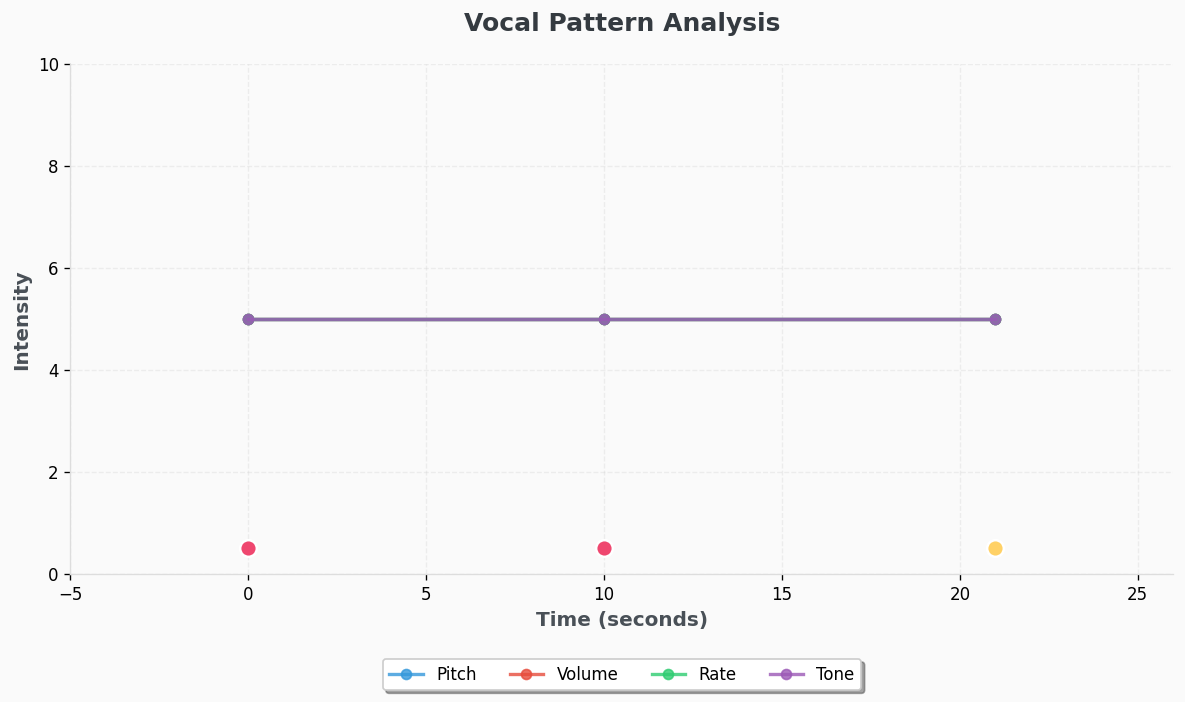 Vocal Pattern Analysis
10
8
6
4
2
0
Intensity
−5 0 5 10 15 20 25
Time (seconds)
Pitch Volume Rate Tone